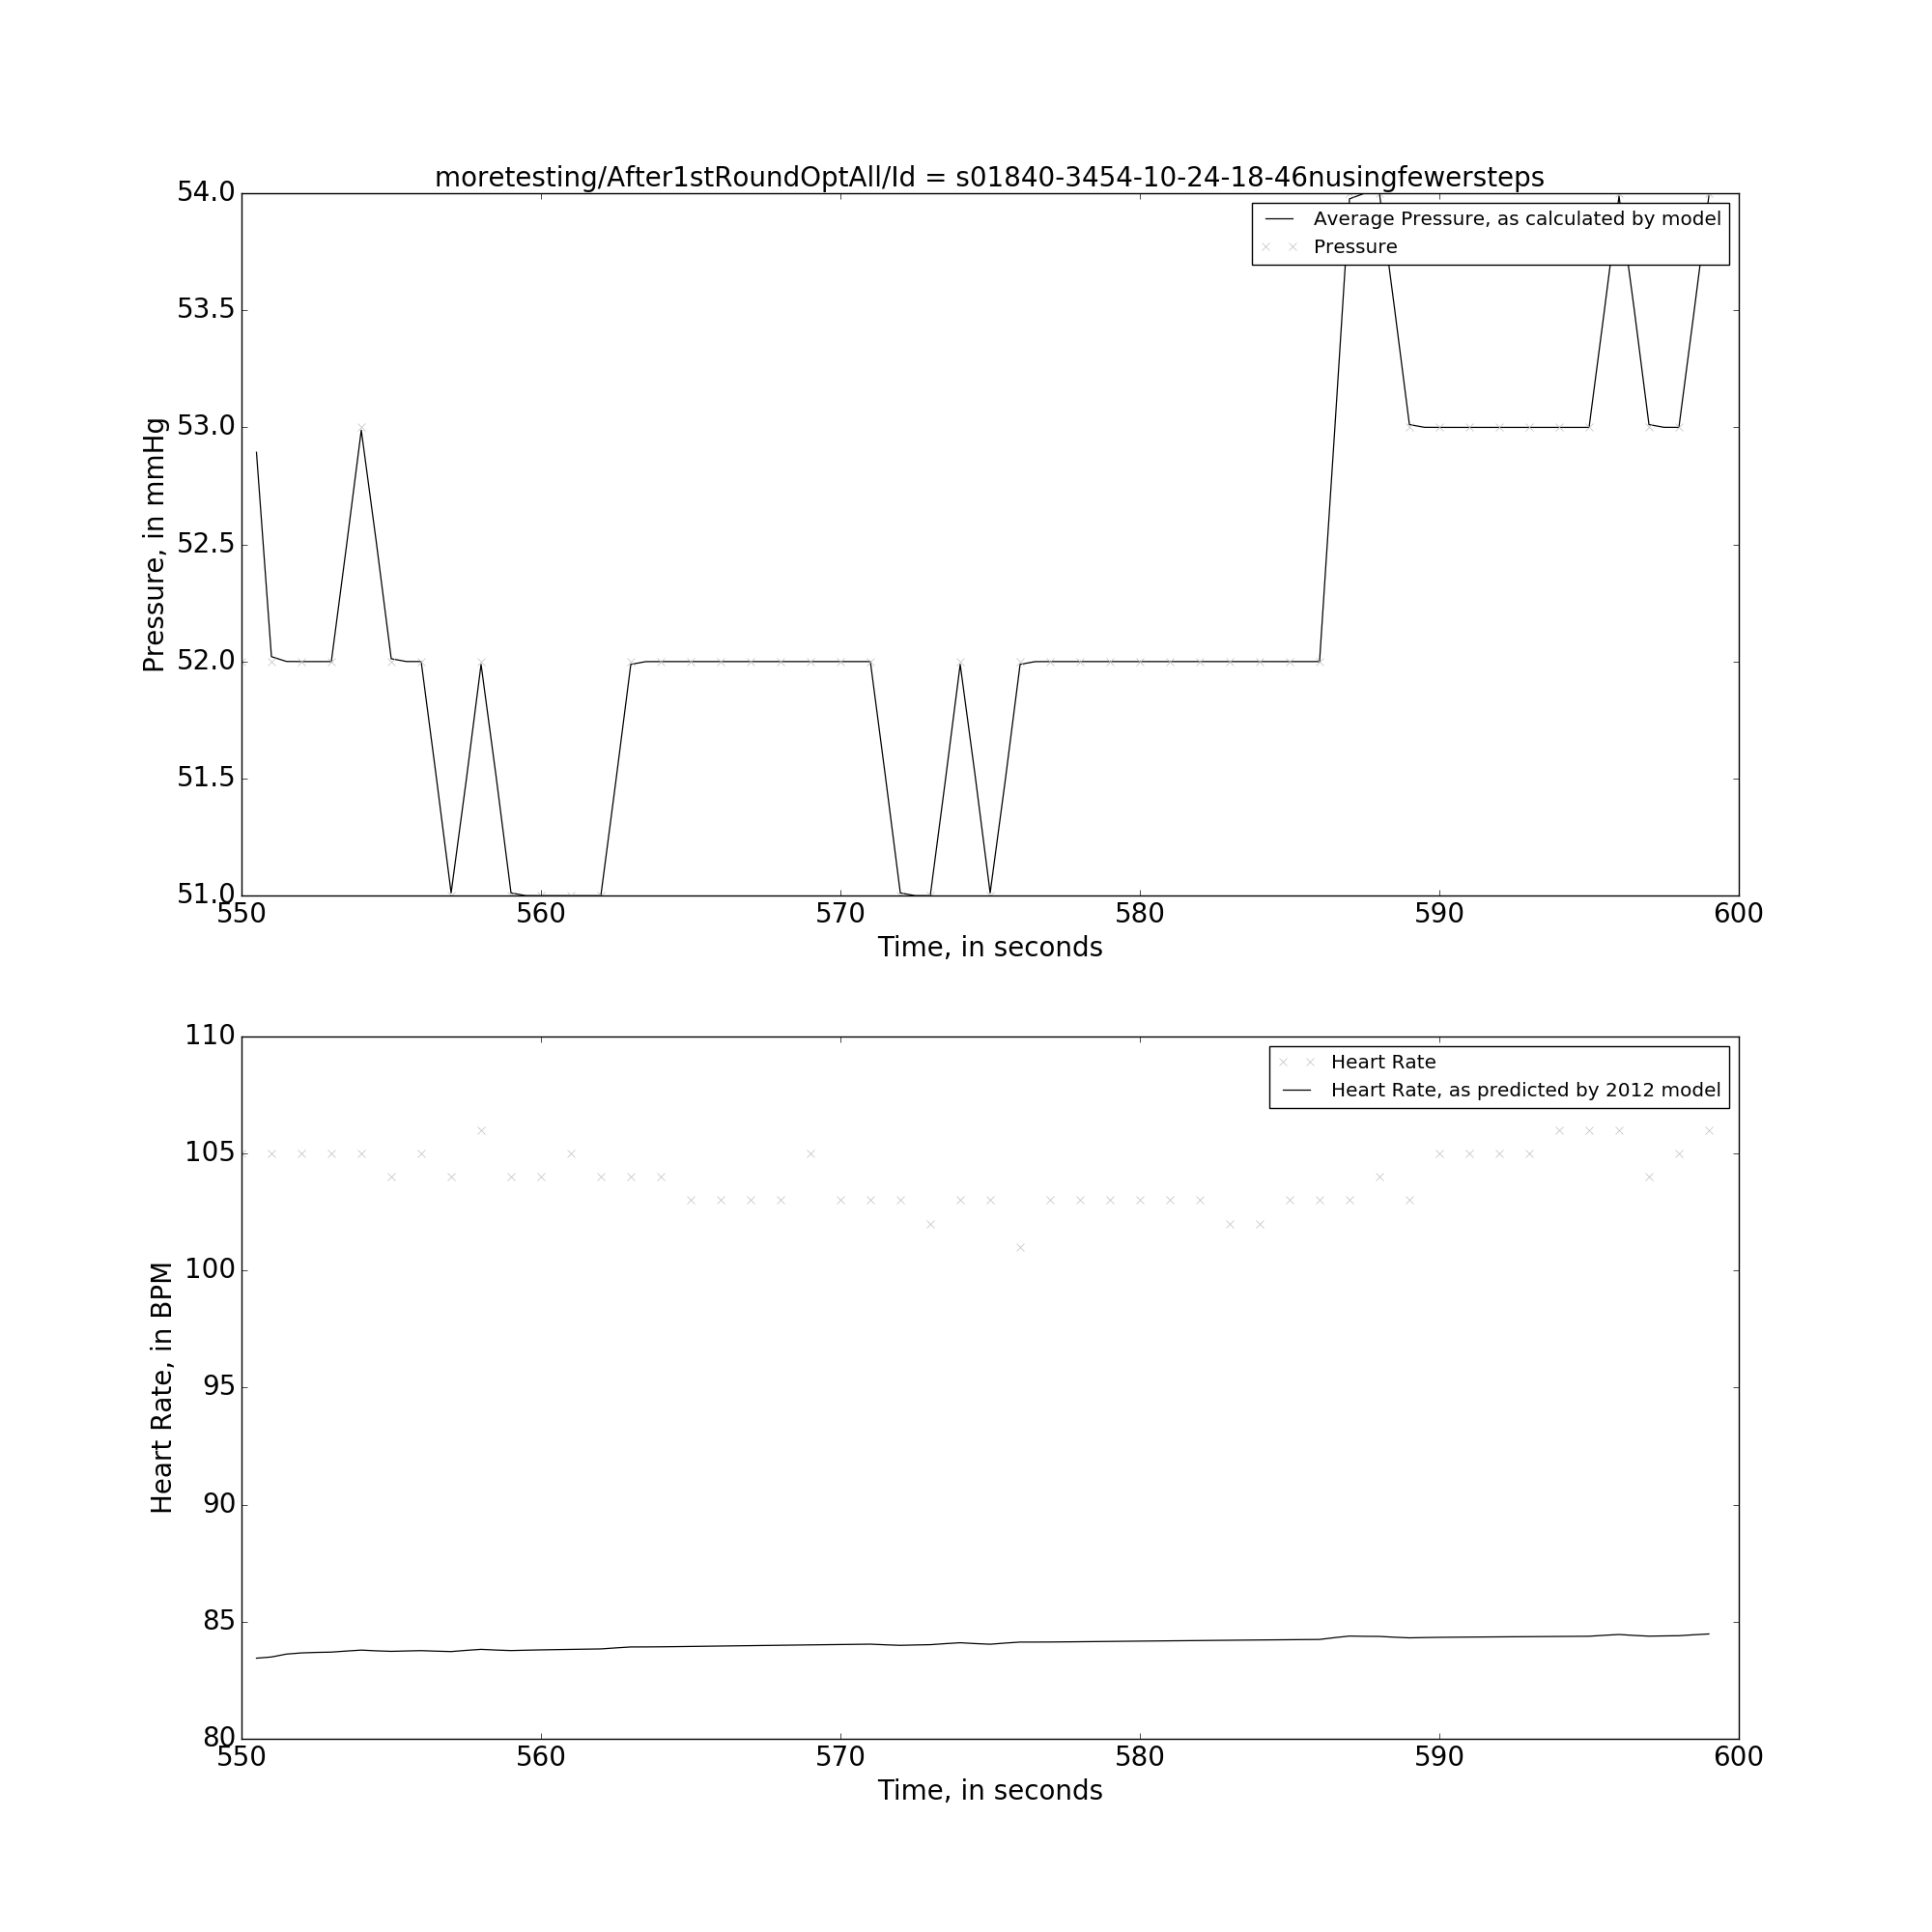 moretesting/After1stRoundOptAll/Id = s01840-3454-10-24-18-46nusingfewersteps
54.0
53.5
53.0
52.5
52.0
51.5
51.0
Pressure, in mmHg
Average Pressure, as calculated by model
Pressure
550 560 570 580 590 600
Time, in seconds
110
105
100
95
90
85
80
Heart Rate, in BPM
Heart Rate
Heart Rate, as predicted by 2012 model
550 560 570 580 590 600
Time, in seconds